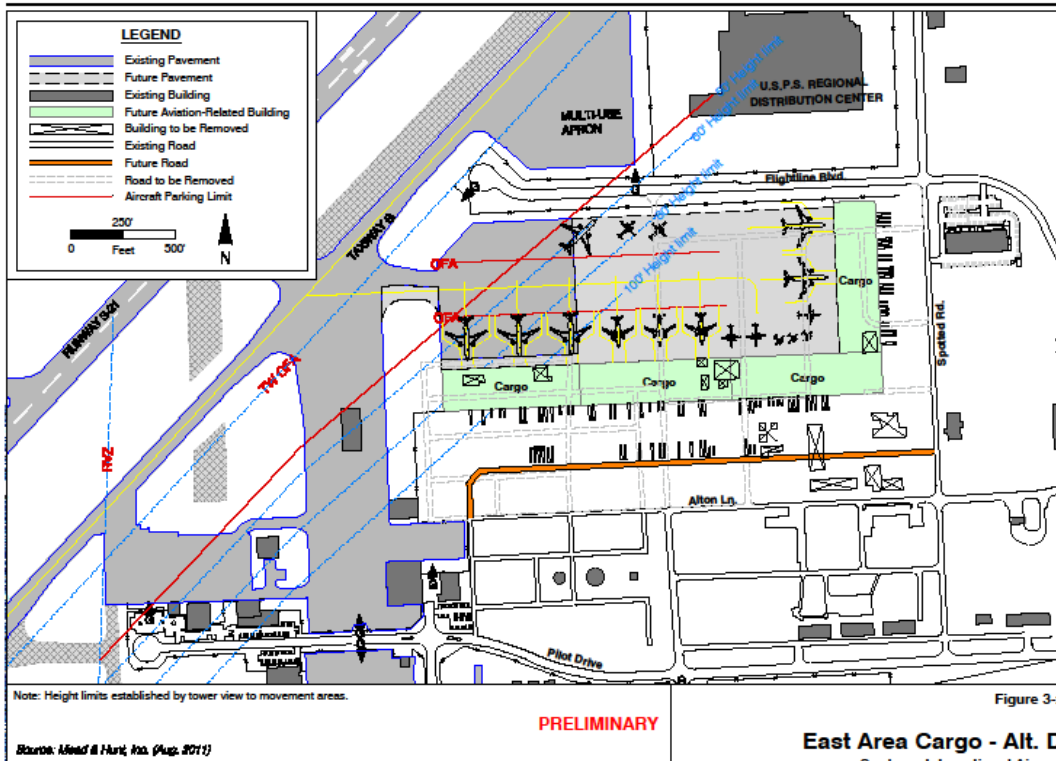 LEGEND
Existing Pavement
Future Pavement
Existing Building
Future Aviation-Related Building
Building to be Removed
Existing Road
Future Road
Road to be Removed
Aircraft Parking Limit
250'
0 Feet 500'
N
RUNWAY 3-21
TAXIWAY B
MULTI-USE
APRON
U.S.P.S. REGIONAL
DISTRIBUTION CENTER
Height limit
60' Height limit
Height limit
100' Height limit
Flightline Blvd.
OFA
OFA
TW OFA
RVZ
Cargo
Cargo
Cargo
Cargo
Spotted Rd.
Alton Ln.
Pilot Drive
Note: Height limits established by tower view to movement areas.
Source: Mead & Hunt, Inc. (Aug. 2011)
PRELIMINARY
Figure 3-
East Area Cargo - Alt. D